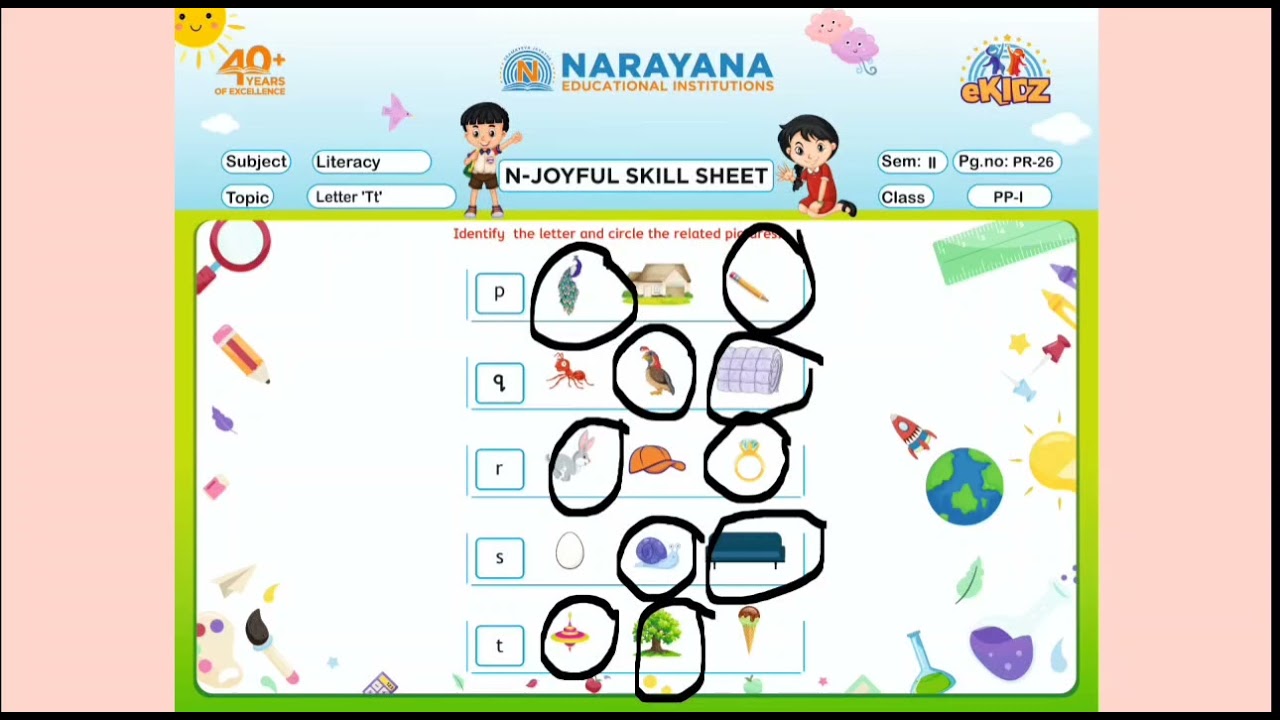 40+
YEARS
OF EXCELLENCE
N
NARAYANA
EDUCATIONAL INSTITUTIONS
eKIDZ
Subject Literacy
Topic Letter 'Tt'
N-JOYFUL SKILL SHEET
Sem: II Pg.no: PR-26
Class PP-I
Identify the letter and circle the related pictures.
p
q
r
s
t